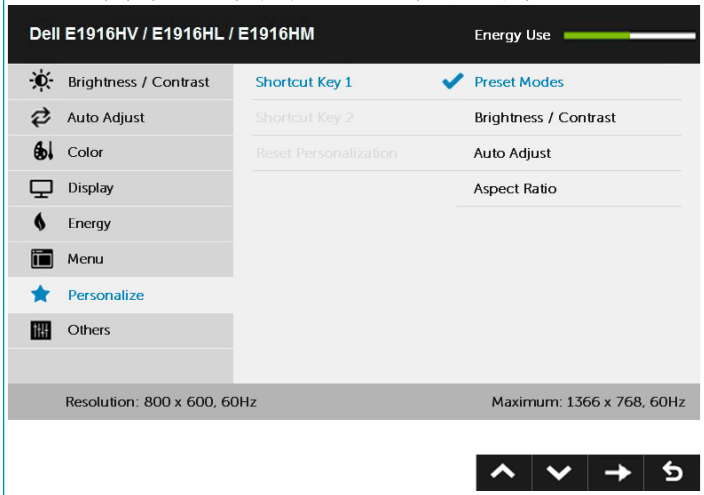 Dell E1916HV / E1916HL / E1916HM
Energy Use
Brightness / Contrast
Shortcut Key 1
Preset Modes
Auto Adjust
Shortcut Key 2
Brightness / Contrast
Color
Reset Personalization
Auto Adjust
Display
Aspect Ratio
Energy
Menu
Personalize
Others
Resolution: 800 x 600, 60Hz
Maximum: 1366 x 768, 60Hz